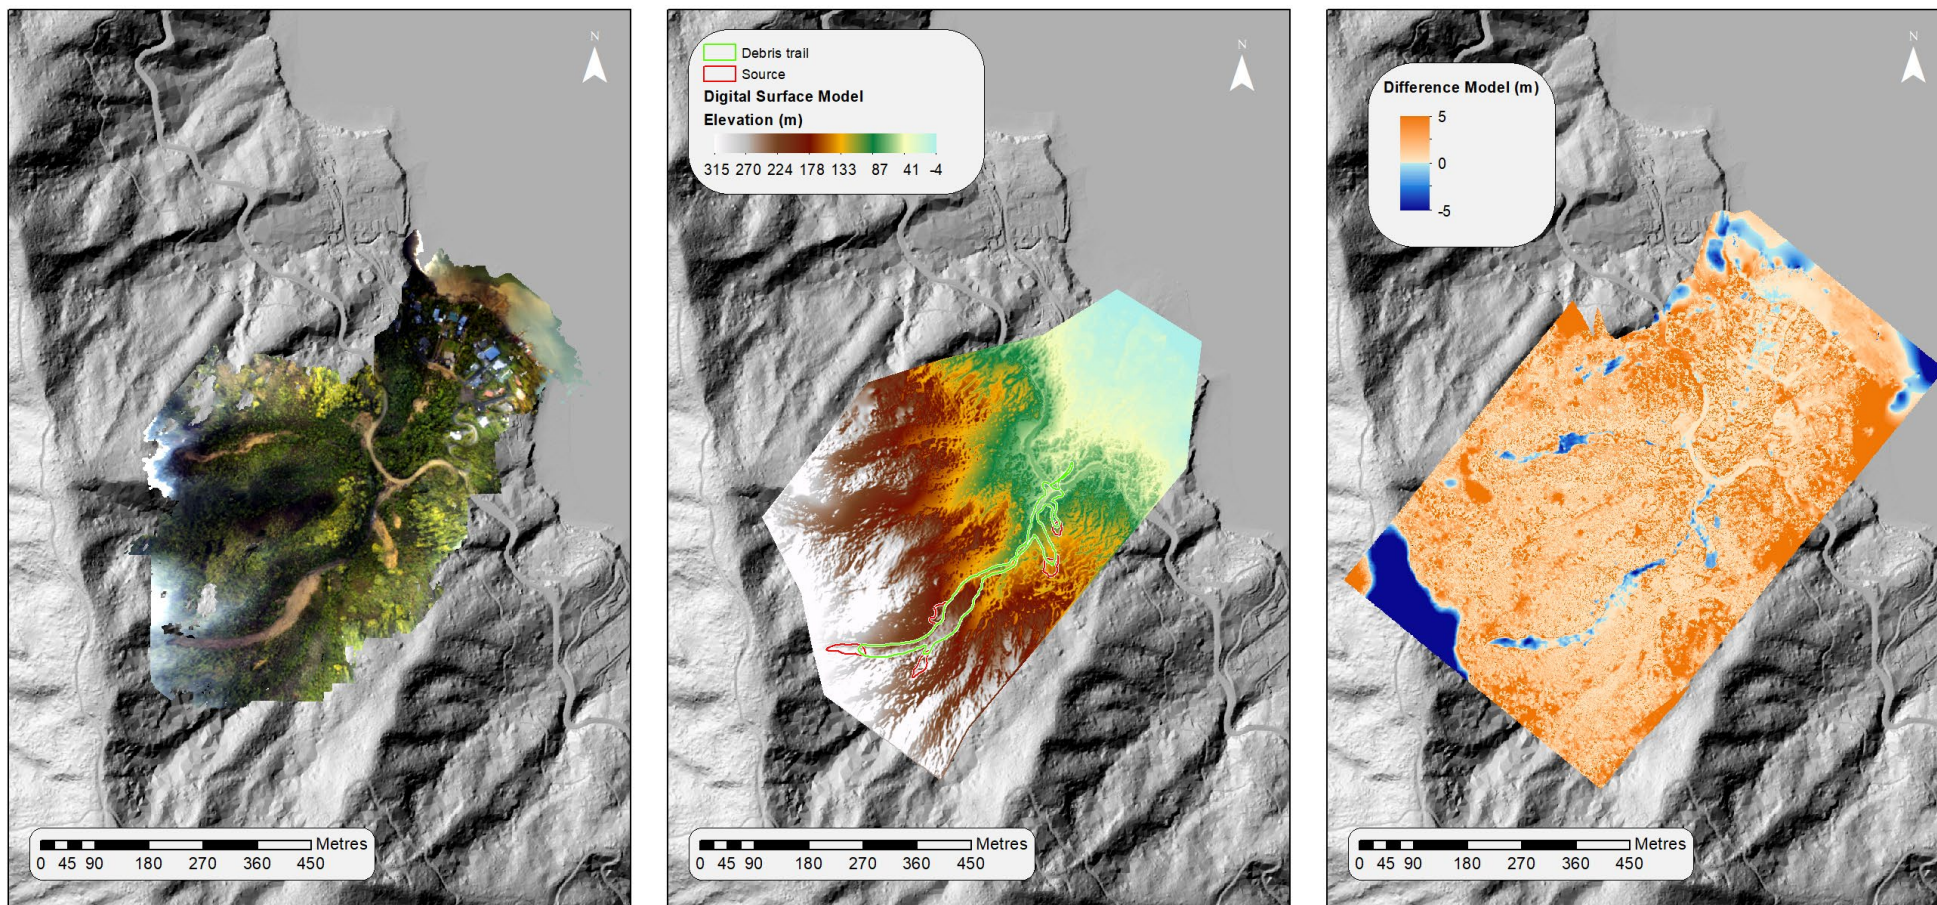 N
Metres
0 45 90 180 270 360 450
N
Debris trail
Source
Digital Surface Model
Elevation (m)
315 270 224 178 133 87 41 -4
Metres
0 45 90 180 270 360 450
N
Difference Model (m)
5
0
-5
Metres
0 45 90 180 270 360 450